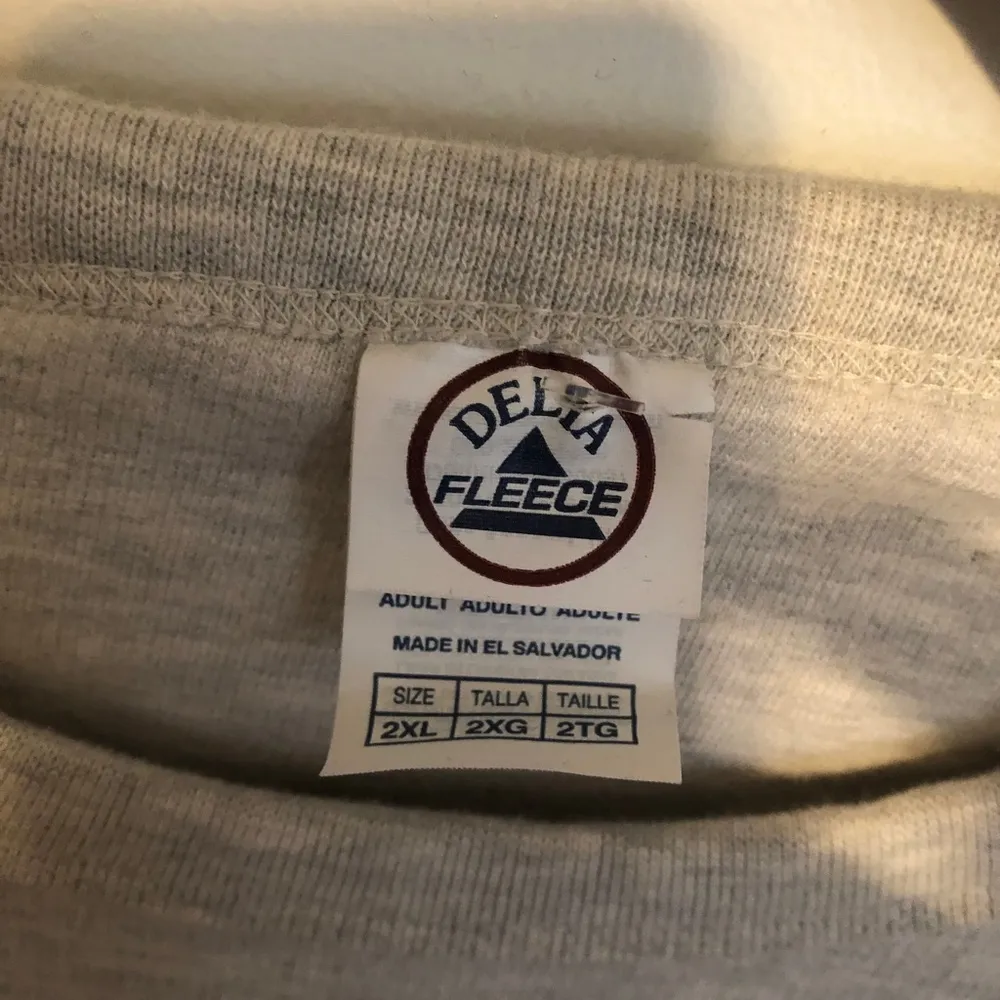 DELTA
FLEECE
ADULT ADULTO ADULTE
MADE IN EL SALVADOR
SIZE TALLA TAILLE
2XL 2XG 2TG